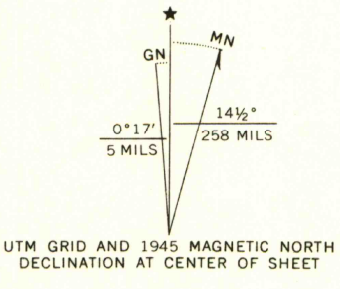 ★
MN
GN
0°17′
5 MILS
14½°
258 MILS
UTM GRID AND 1945 MAGNETIC NORTH
DECLINATION AT CENTER OF SHEET